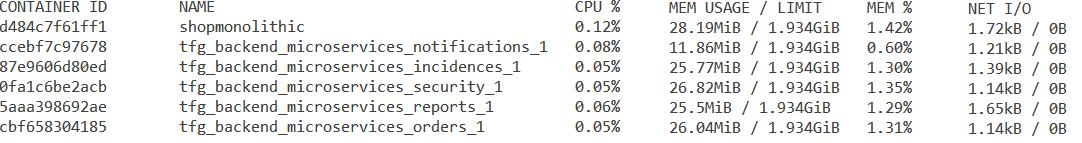 CONTAINER ID NAME CPU % MEM USAGE / LIMIT MEM % NET I/O
d484c7f61ff1 shopmonolithic 0.12% 28.19MiB / 1.934GiB 1.42% 1.72kB / 0B
ccebf7c97678 tfg_backend_microservices_notifications_1 0.08% 11.86MiB / 1.934GiB 0.60% 1.21kB / 0B
87e9606d80ed tfg_backend_microservices_incidences_1 0.05% 25.77MiB / 1.934GiB 1.30% 1.39kB / 0B
0fa1c6be2acb tfg_backend_microservices_security_1 0.05% 26.82MiB / 1.934GiB 1.35% 1.14kB / 0B
5aaa398692ae tfg_backend_microservices_reports_1 0.06% 25.5MiB / 1.934GiB 1.29% 1.65kB / 0B
cbf658304185 tfg_backend_microservices_orders_1 0.05% 26.04MiB / 1.934GiB 1.31% 1.14kB / 0B